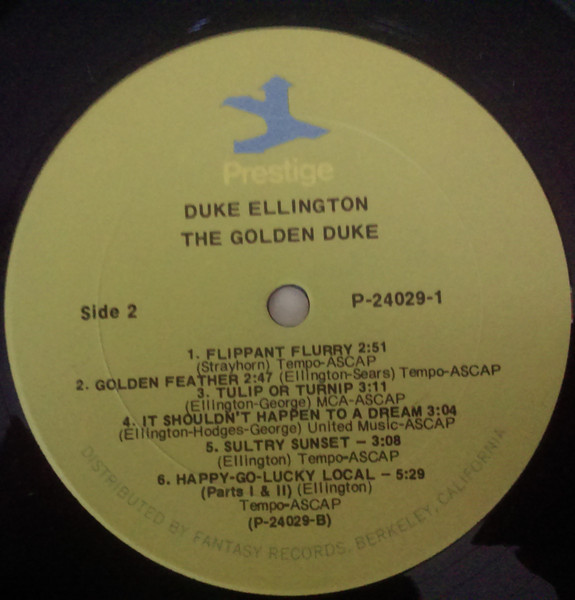 Prestige
DUKE ELLINGTON
THE GOLDEN DUKE
Side 2
P-24029-1
1. FLIPPANT FLURRY 2:51
(Strayhorn) Tempo-ASCAP
2. GOLDEN FEATHER 2:47 (Ellington-Sears) Tempo-ASCAP
3. TULIP OR TURNIP 3:11
(Ellington-George) MCA-ASCAP
4. IT SHOULDN'T HAPPEN TO A DREAM 3:04
(Ellington-Hodges-George) United Music-ASCAP
5. SULTRY SUNSET – 3:08
(Ellington) Tempo-ASCAP
6. HAPPY-GO-LUCKY LOCAL – 5:29
(Parts I & II) (Ellington)
Tempo-ASCAP
(P-24029-B)
DISTRIBUTED BY FANTASY RECORDS, BERKELEY, CALIFORNIA